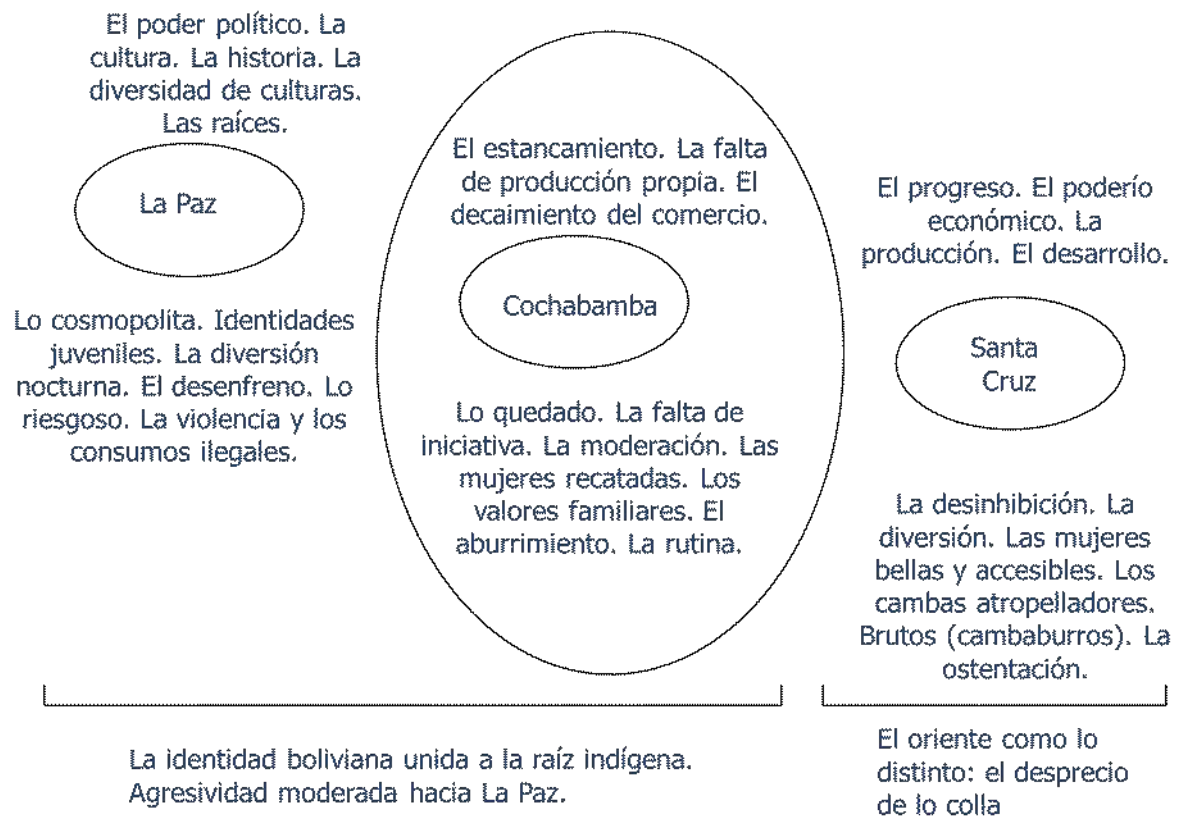 El poder político. La
cultura. La historia. La
diversidad de culturas.
Las raíces.
La Paz
Lo cosmopolita. Identidades
juveniles. La diversión
nocturna. El desenfreno. Lo
riesgoso. La violencia y los
consumos ilegales.
El estancamiento. La falta
de producción propia. El
decaimiento del comercio.
Cochabamba
Lo quedado. La falta de
iniciativa. La moderación. Las
mujeres recatadas. Los
valores familiares. El
aburrimiento. La rutina.
El progreso. El poderío
económico. La
producción. El desarrollo.
Santa
Cruz
La desinhibición. La
diversión. Las mujeres
bellas y accesibles. Los
cambas atropelladores.
Brutos (cambaburros). La
ostentación.
La identidad boliviana unida a la raíz indígena.
Agresividad moderada hacia La Paz.
El oriente como lo
distinto: el desprecio
de lo colla